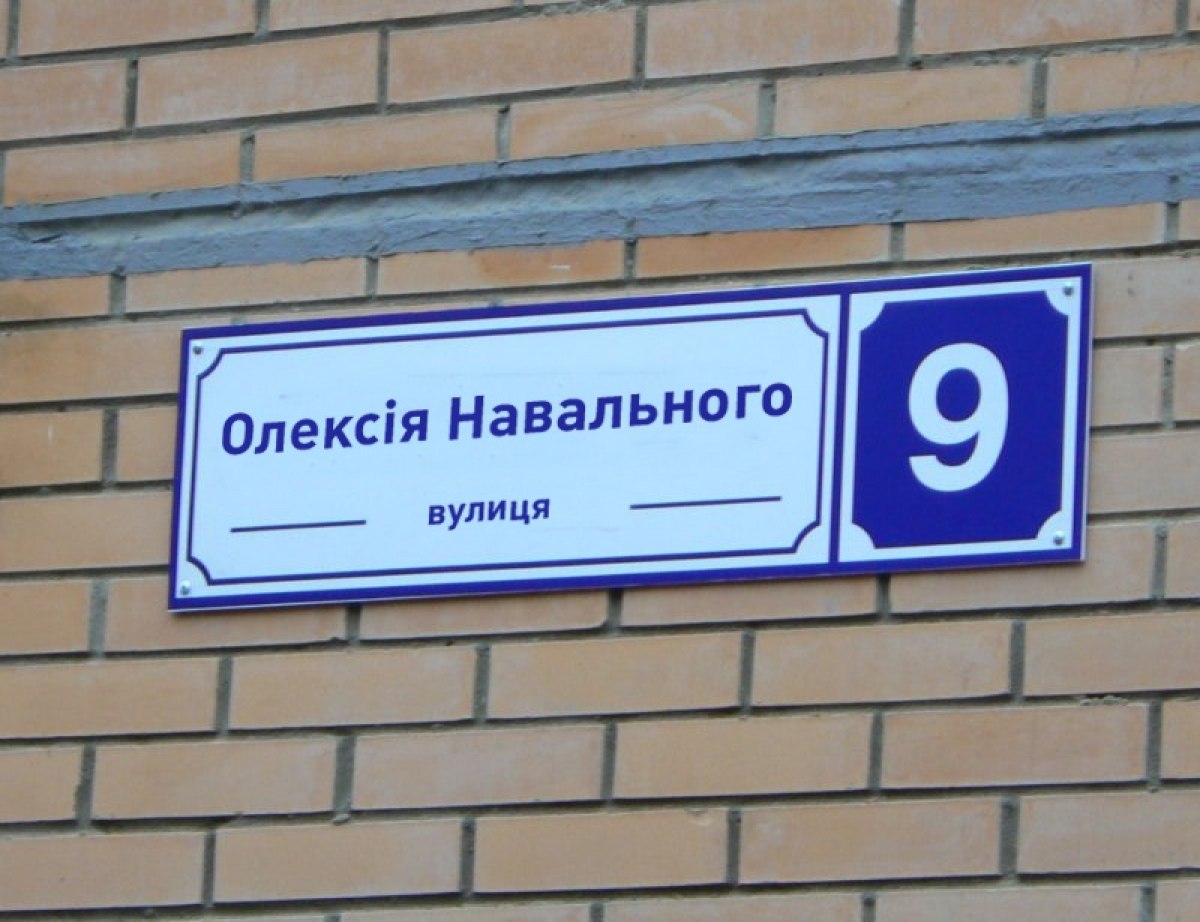 Олексія Навального
вулиця
9